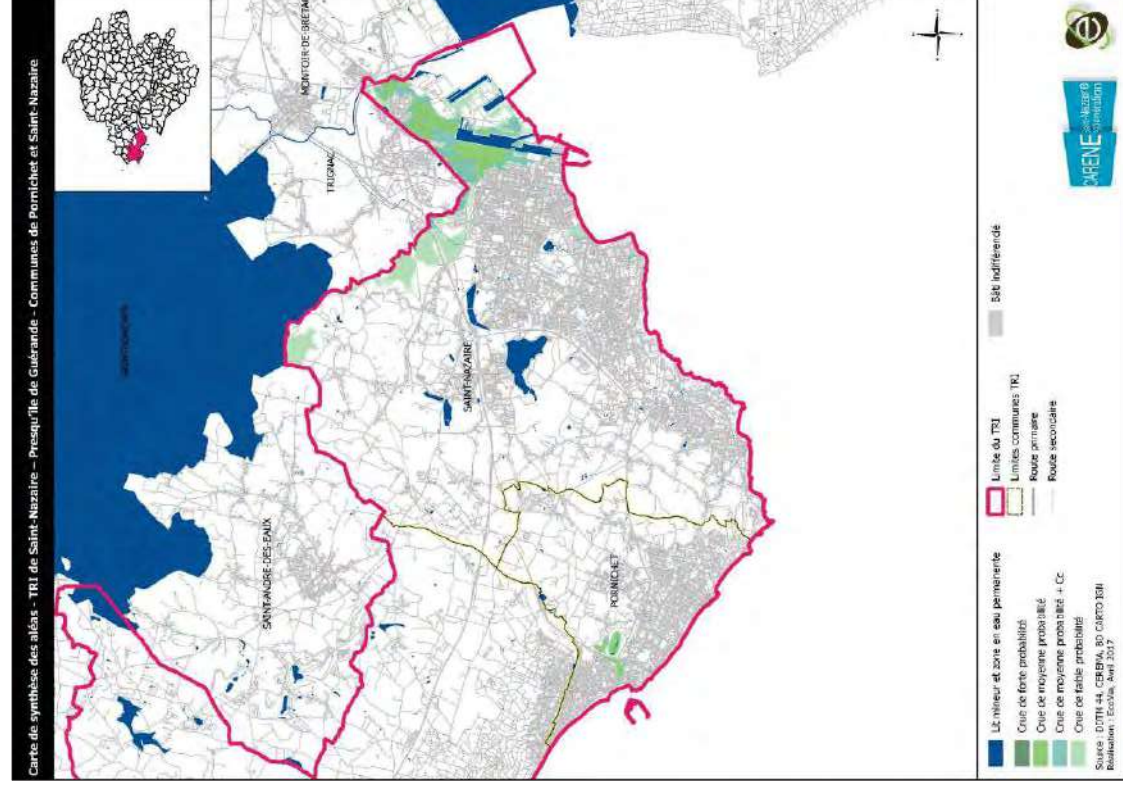 Carte de synthèse des aléas - TRI de Saint-Nazaire – Presqu'île de Guérande - Communes de Pornichet et Saint-Nazaire
MONTOIR-DE-BRETA
TRIGNAC
SAINT-NAZAIRE
SAINT-ANDRE-DES-EAUX
PORNICHET
Lit mineur et zone en eau permanente
Crue de forte probabilité
Crue de moyenne probabilité
Crue de moyenne probabilité + Cc
Crue de faible probabilité
Limite du TRI
Limites communes TRI
Route primaire
Route secondaire
Bâti indifférencié
Source : DDTM 44, CEREMA, BD CARTO IGN
Réalisation : EcoVia, Avril 2017
CARENE Saint-Nazaire
agglomération
e